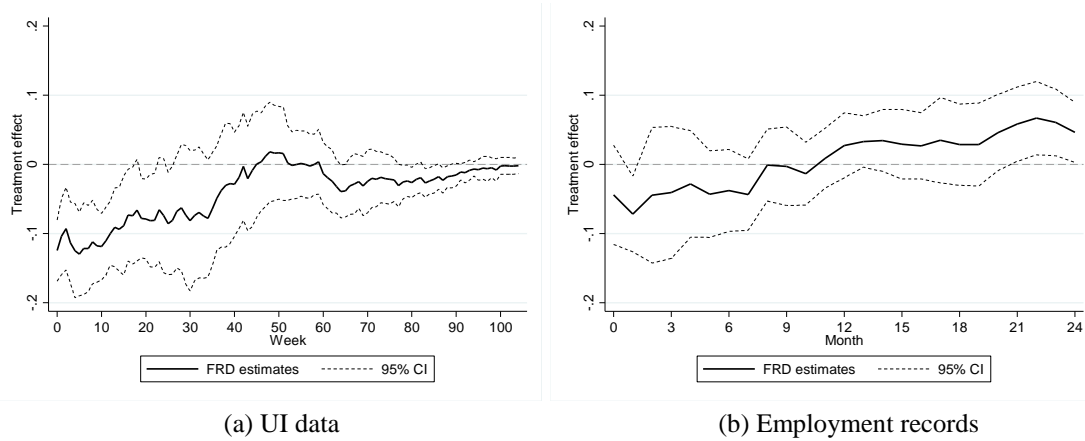 Treatment effect
.2
.1
0
-.1
-.2
0 10 20 30 40 50 60 70 80 90 100
Week
FRD estimates 95% CI
(a) UI data
Treatment effect
.2
.1
0
-.1
-.2
0 3 6 9 12 15 18 21 24
Month
FRD estimates 95% CI
(b) Employment records